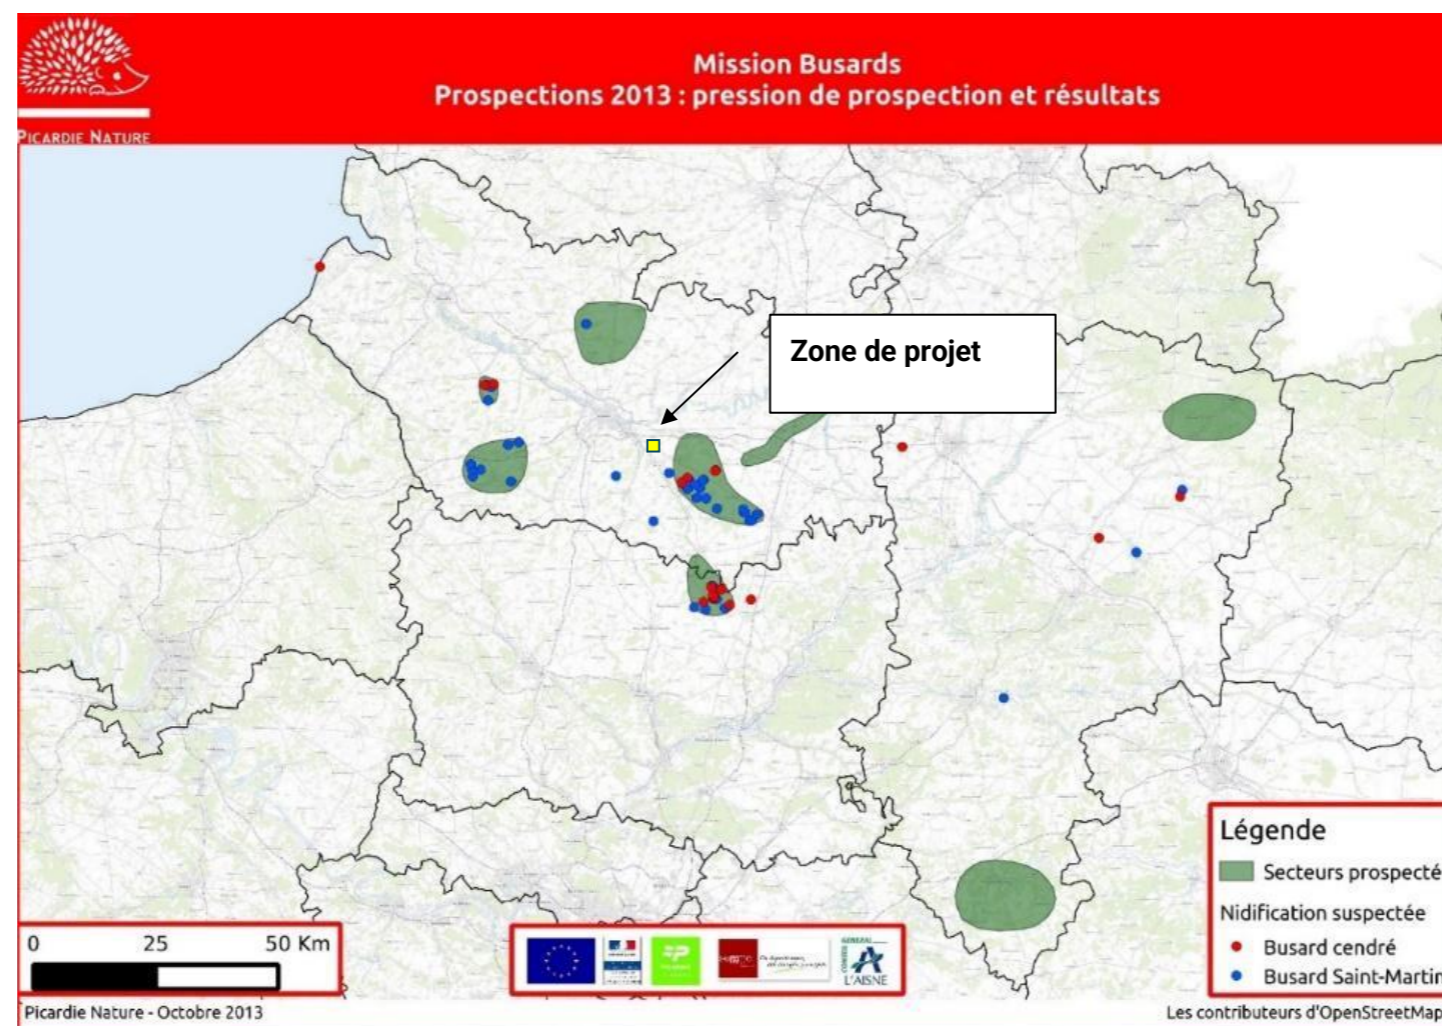 Mission Busards
Prospections 2013 : pression de prospection et résultats
PICARDIE NATURE
Zone de projet
Légende
Secteurs prospecté
Nidification suspectée
Busard cendré
Busard Saint-Martin
0 25 50 Km
L'AISNE
Picardie Nature - Octobre 2013
Les contributeurs d'OpenStreetMap